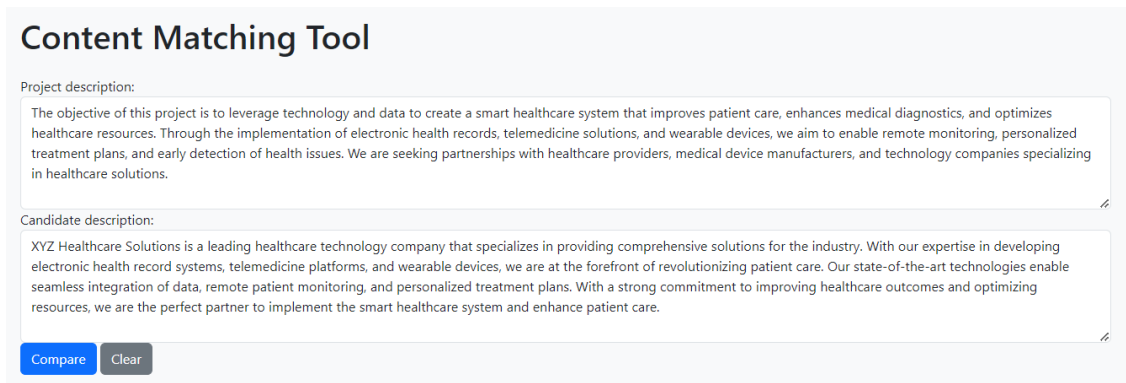 Content Matching Tool
Project description:
The objective of this project is to leverage technology and data to create a smart healthcare system that improves patient care, enhances medical diagnostics, and optimizes
healthcare resources. Through the implementation of electronic health records, telemedicine solutions, and wearable devices, we aim to enable remote monitoring, personalized
treatment plans, and early detection of health issues. We are seeking partnerships with healthcare providers, medical device manufacturers, and technology companies specializing
in healthcare solutions.
Candidate description:
XYZ Healthcare Solutions is a leading healthcare technology company that specializes in providing comprehensive solutions for the industry. With our expertise in developing
electronic health record systems, telemedicine platforms, and wearable devices, we are at the forefront of revolutionizing patient care. Our state-of-the-art technologies enable
seamless integration of data, remote patient monitoring, and personalized treatment plans. With a strong commitment to improving healthcare outcomes and optimizing
resources, we are the perfect partner to implement the smart healthcare system and enhance patient care.
Compare Clear